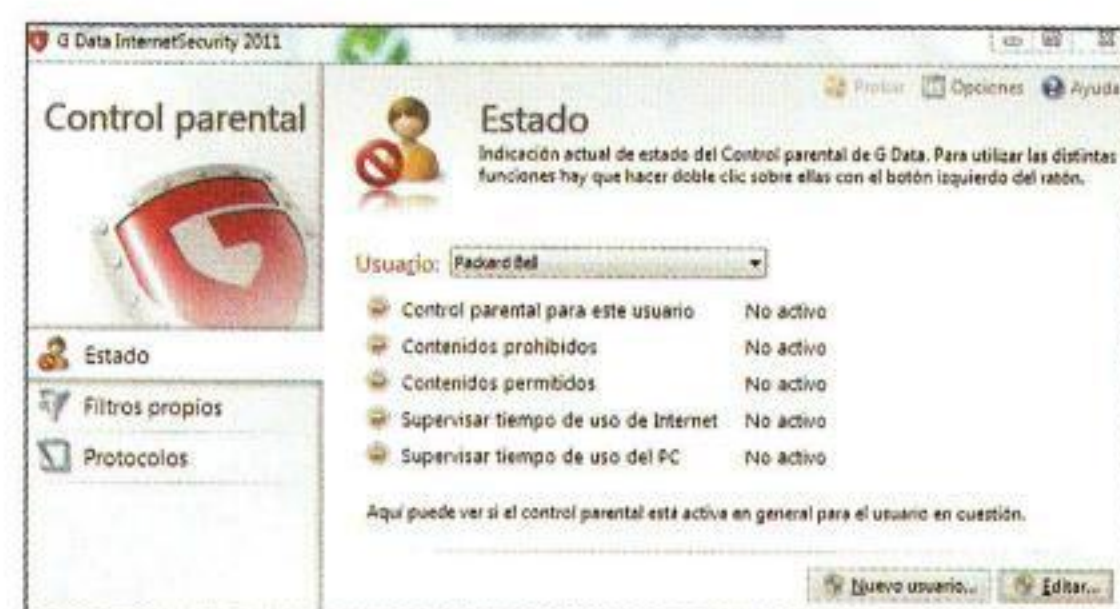 G Data InternetSecurity 2011
Probar Opciones Ayuda
Control parental
Estado
Indicación actual de estado del Control parental de G Data. Para utilizar las distintas
funciones hay que hacer doble clic sobre ellas con el botón izquierdo del ratón.
Usuario: Packard Bell
Control parental para este usuario No activo
Contenidos prohibidos No activo
Contenidos permitidos No activo
Supervisar tiempo de uso de Internet No activo
Supervisar tiempo de uso del PC No activo
Aquí puede ver si el control parental está activa en general para el usuario en cuestión.
Estado
Filtros propios
Protocolos
Nuevo usuario... Editar...